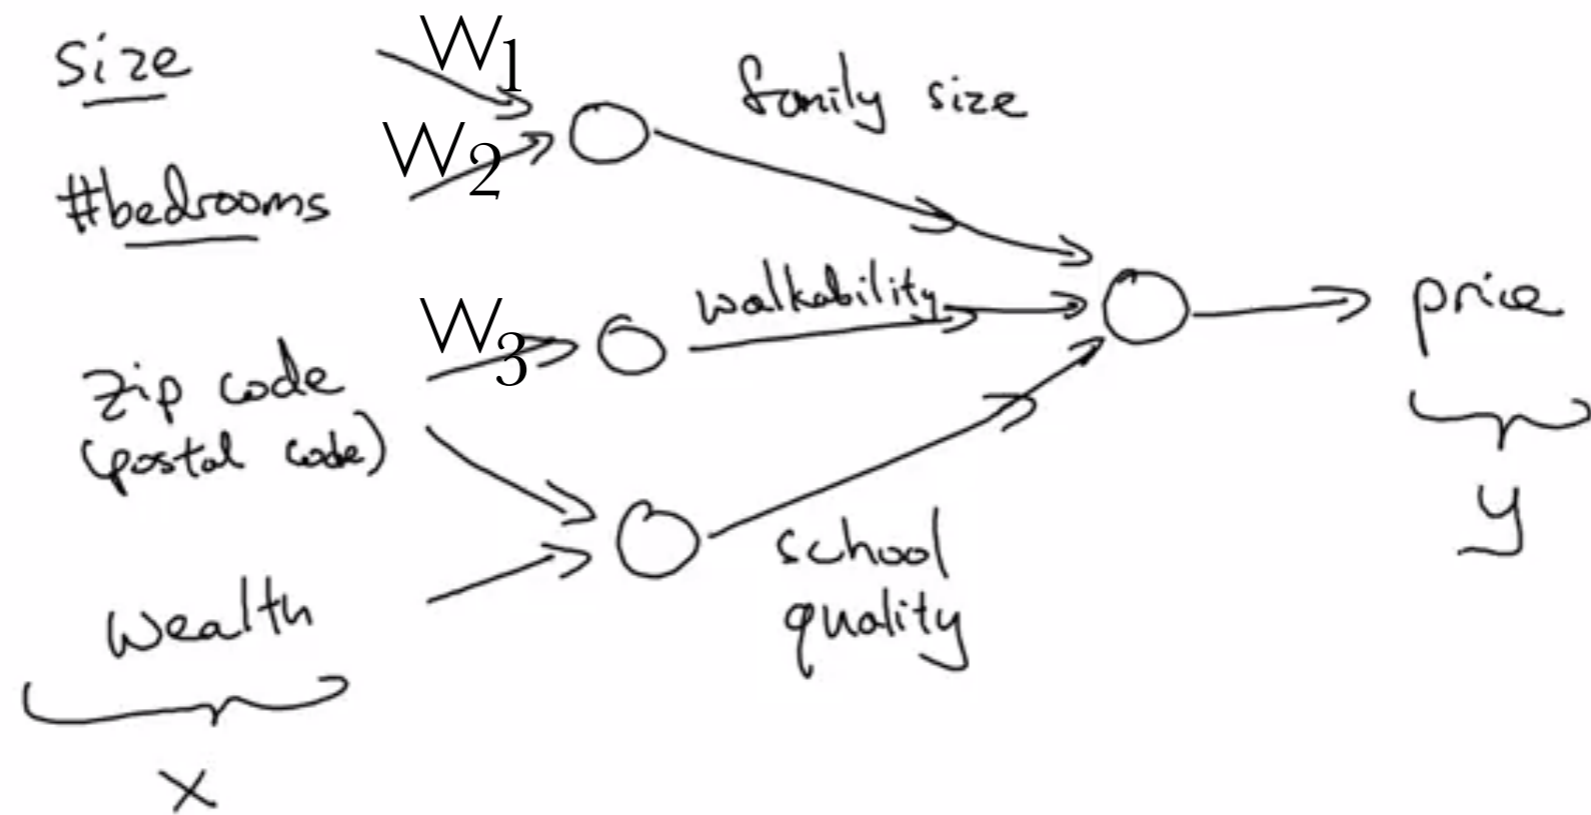 size
W1
family size
W2
#bedrooms
walkability
W3
price
zip code
(postal code)
y
school
quality
wealth
x